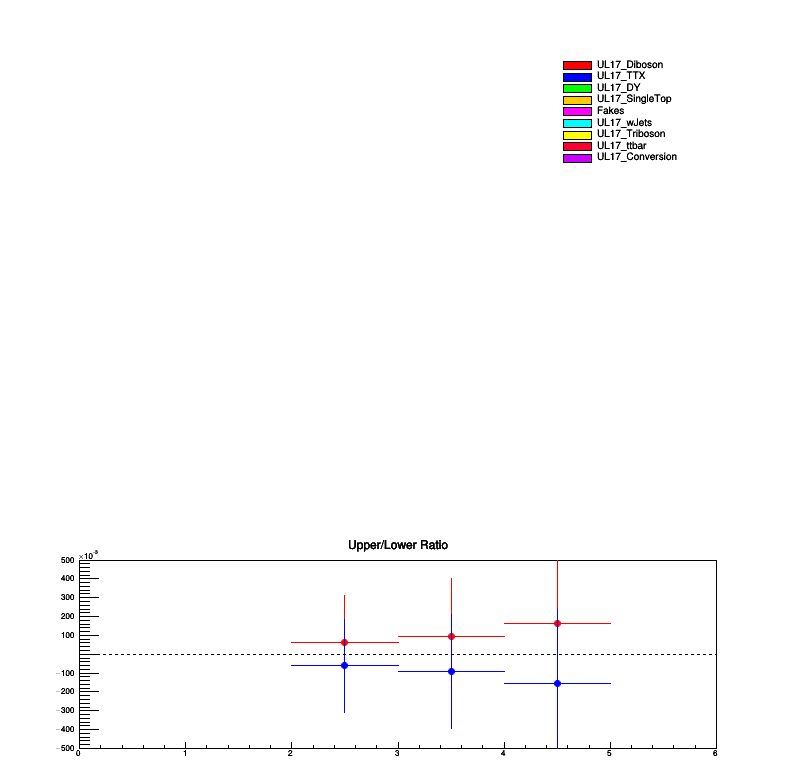 UL17_Diboson
UL17_TTX
UL17_DY
UL17_SingleTop
Fakes
UL17_wJets
UL17_Triboson
UL17_ttbar
UL17_Conversion
Upper/Lower Ratio
×10⁻³
500
400
300
200
100
−100
−200
−300
−400
−500
0 1 2 3 4 5 6